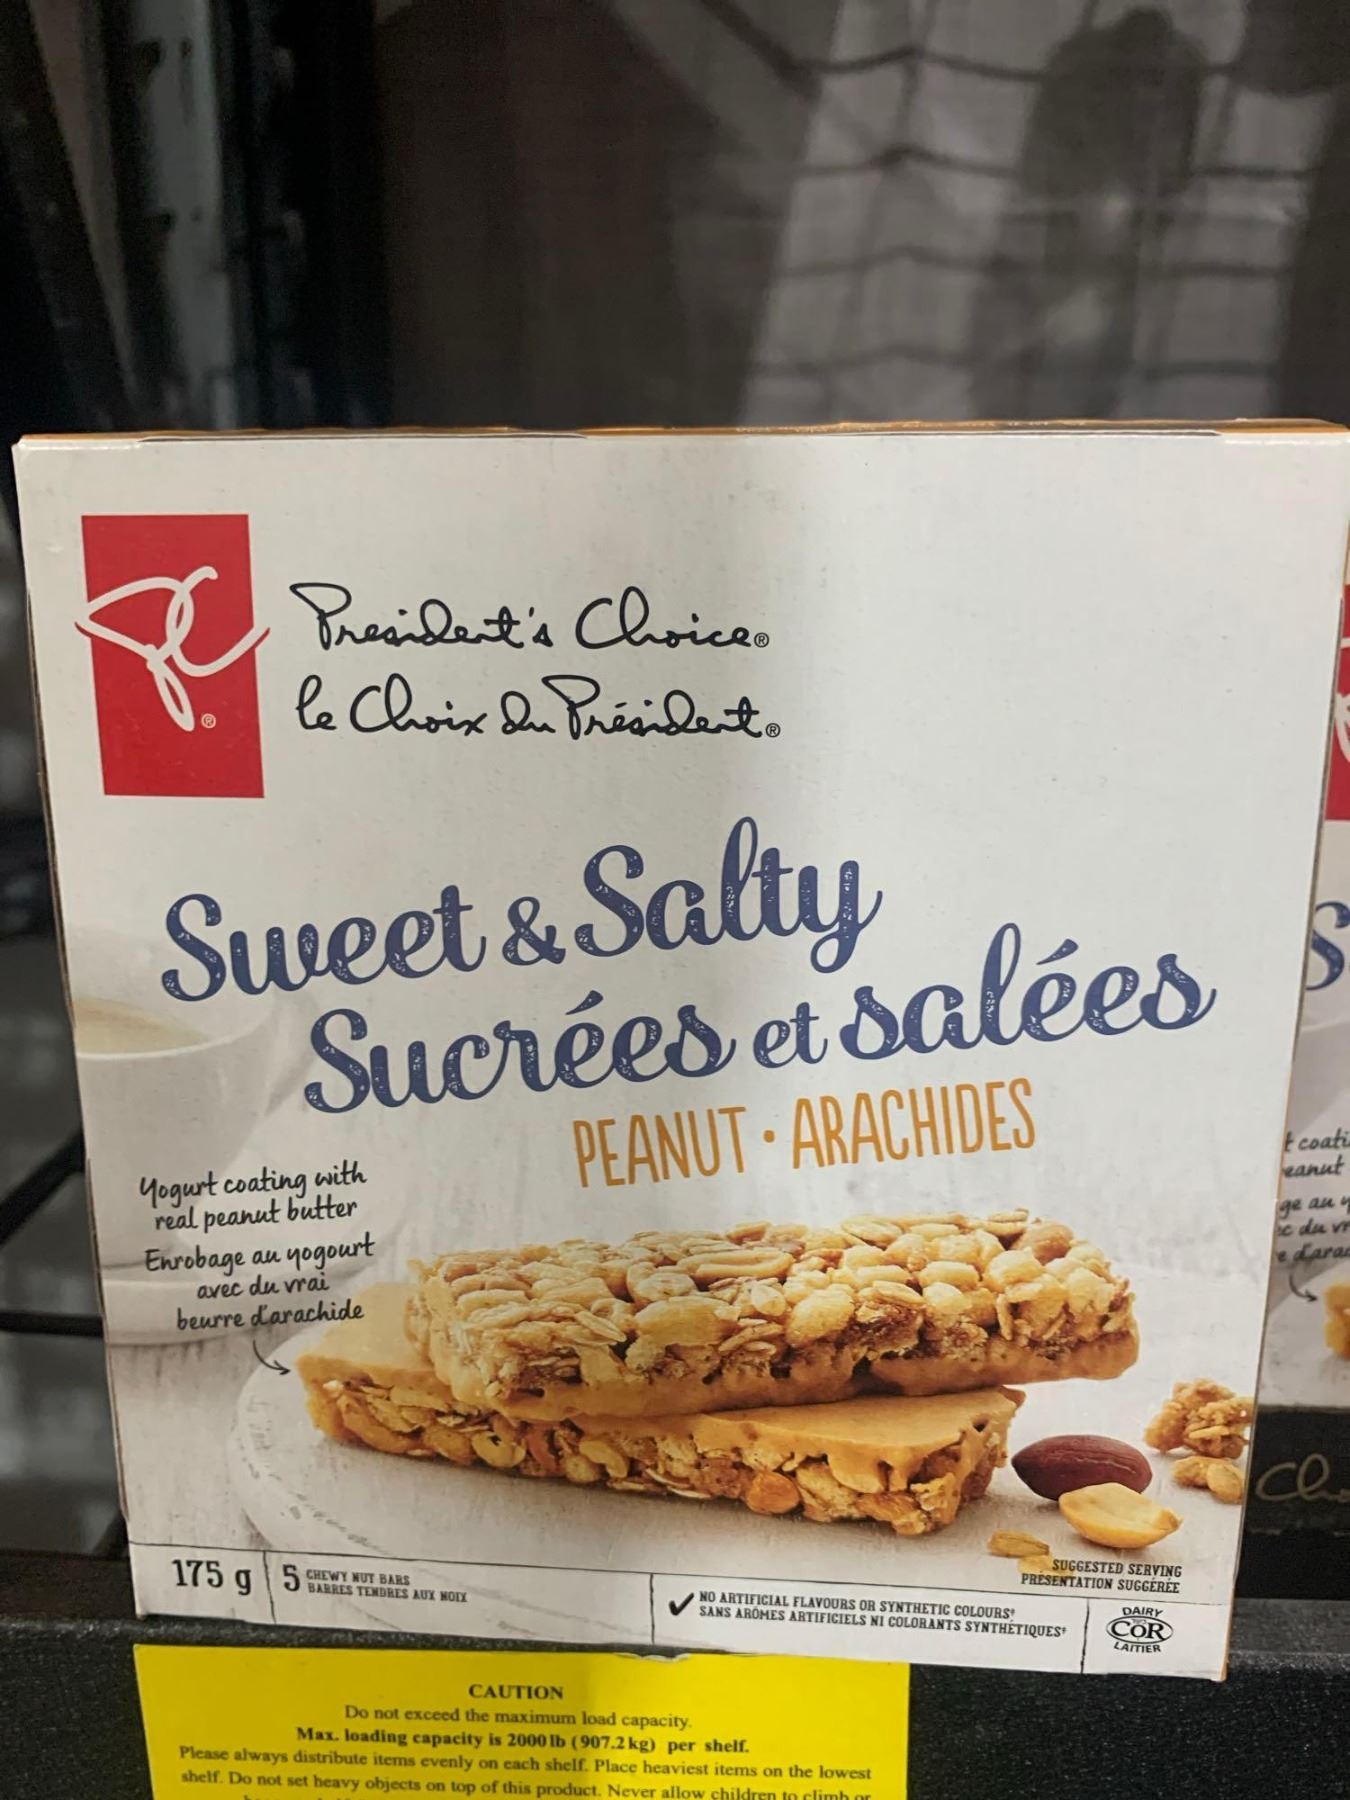 President's Choice®
le Choix du Président®
Sweet & Salty
Sucrées et salées
PEANUT • ARACHIDES
Yogurt coating with
real peanut butter
Enrobage au yogourt
avec du vrai
beurre d'arachide
175 g
5 CHEWY NUT BARS
BARRES TENDRES AUX NOIX
SUGGESTED SERVING
PRÉSENTATION SUGGÉRÉE
NO ARTIFICIAL FLAVOURS OR SYNTHETIC COLOURS‡
SANS ARÔMES ARTIFICIELS NI COLORANTS SYNTHÉTIQUES‡
DAIRY
COR
LAITIER
CAUTION
Do not exceed the maximum load capacity.
Max. loading capacity is 2000 lb (907.2 kg) per shelf.
Please always distribute items evenly on each shelf. Place heaviest items on the lowest
shelf. Do not set heavy objects on top of this product. Never allow children to climb or